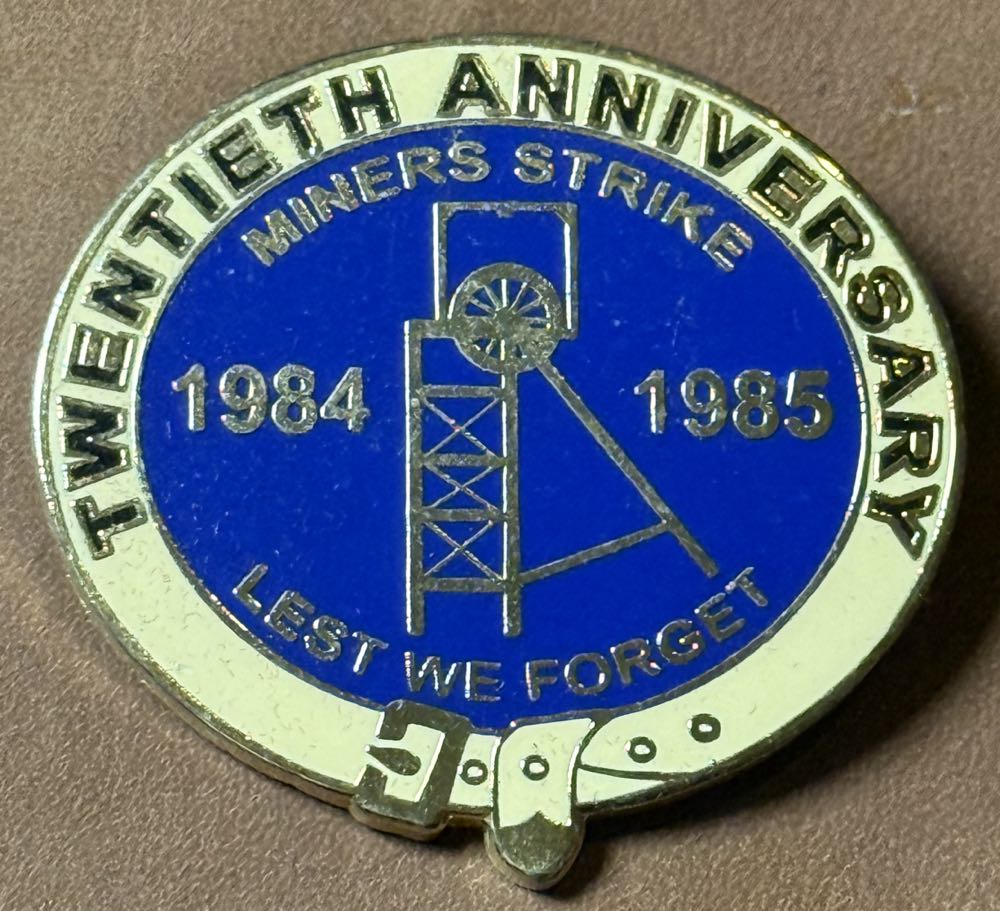 TWENTIETH ANNIVERSARY
MINERS STRIKE
1984 1985
LEST WE FORGET